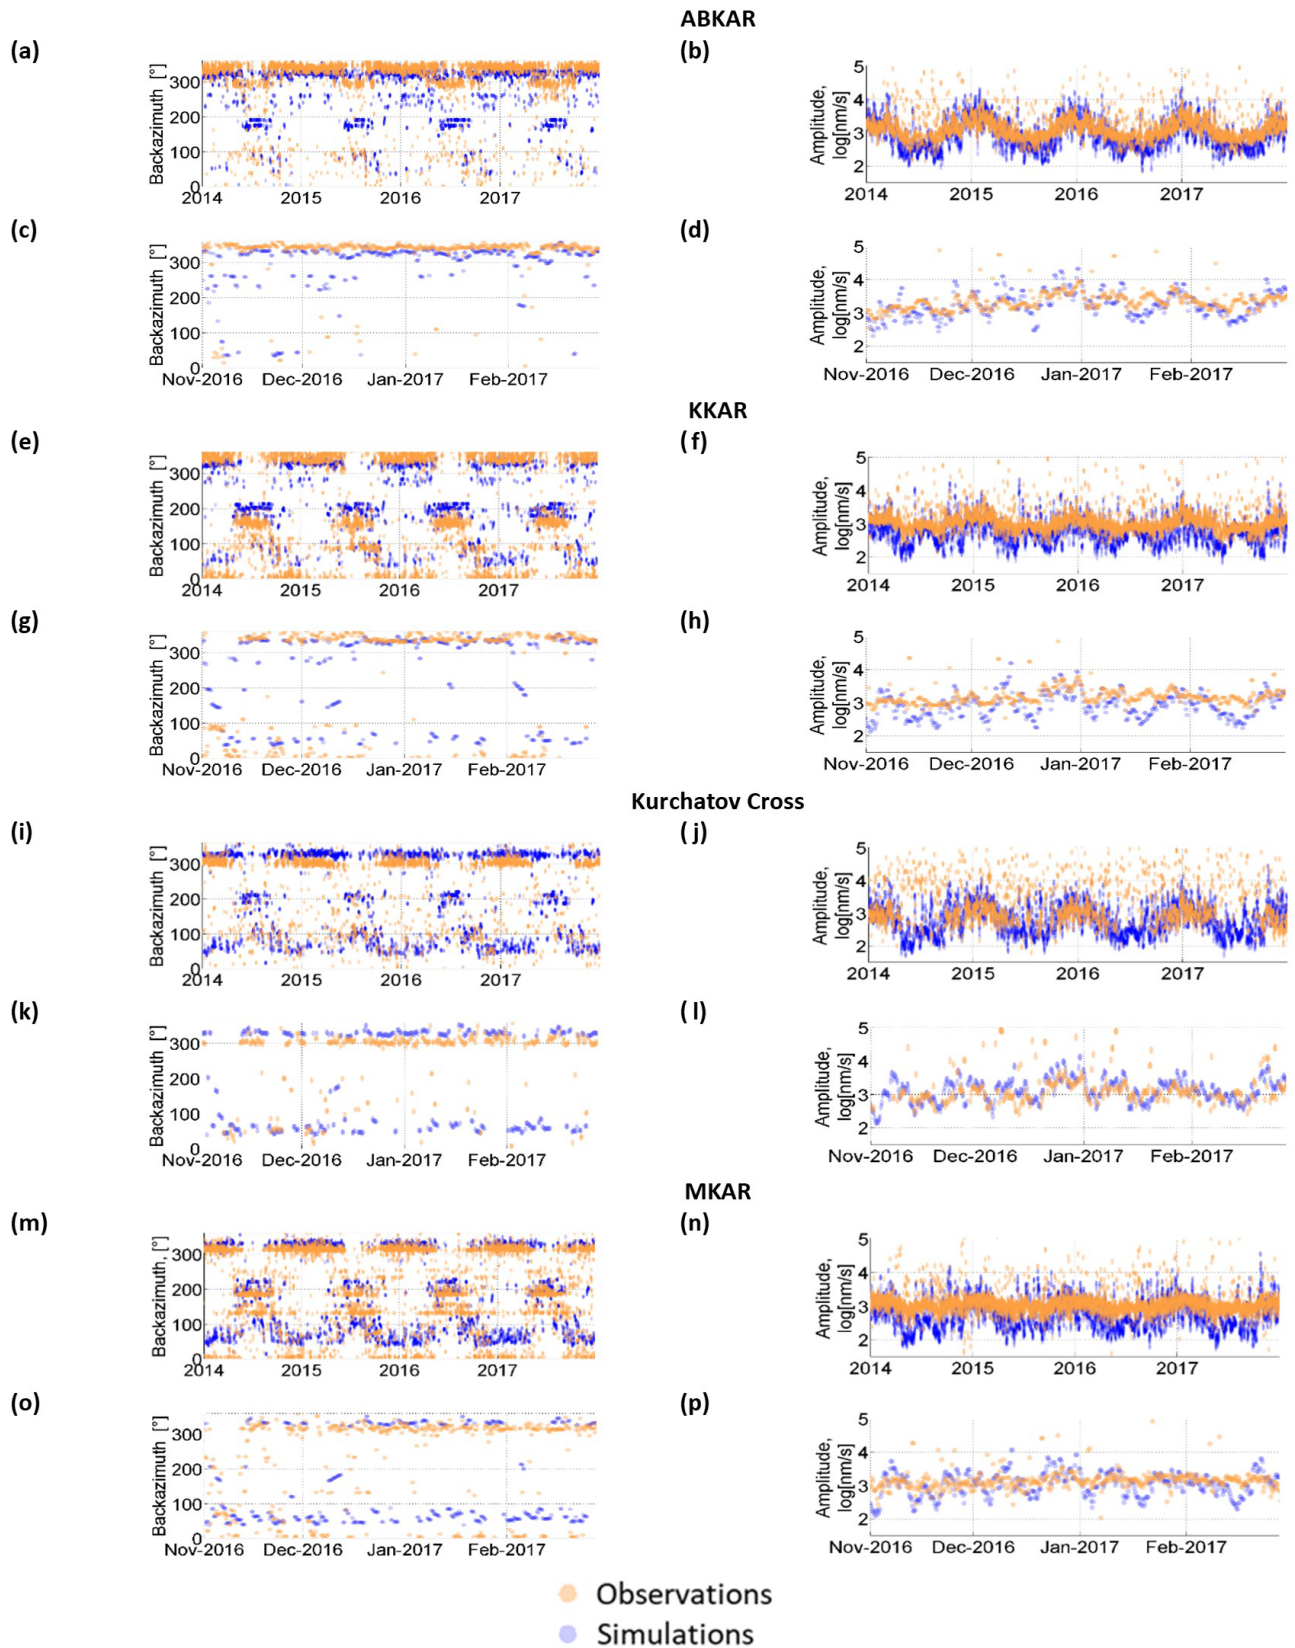 ABKAR
(a)
(b)
Backazimuth [°]
300
200
100
0
2014
2015
2016
2017
Amplitude,
log[nm/s]
5
4
3
2
2014
2015
2016
2017
(c)
(d)
Backazimuth [°]
300
200
100
0
Nov-2016
Dec-2016
Jan-2017
Feb-2017
Amplitude,
log[nm/s]
5
4
3
2
Nov-2016
Dec-2016
Jan-2017
Feb-2017
KKAR
(e)
( f)
Backazimuth [°]
300
200
100
0
2014
2015
2016
2017
Amplitude,
log[nm/s]
5
4
3
2
2014
2015
2016
2017
(g)
(h)
Backazimuth [°]
300
200
100
0
Nov-2016
Dec-2016
Jan-2017
Feb-2017
Amplitude,
log[nm/s]
5
4
3
2
Nov-2016
Dec-2016
Jan-2017
Feb-2017
Kurchatov Cross
(i)
( j)
Backazimuth [°]
300
200
100
0
2014
2015
2016
2017
Amplitude,
log[nm/s]
5
4
3
2
2014
2015
2016
2017
(k)
( l)
Backazimuth [°]
300
200
100
0
Nov-2016
Dec-2016
Jan-2017
Feb-2017
Amplitude,
log[nm/s]
5
4
3
2
Nov-2016
Dec-2016
Jan-2017
Feb-2017
MKAR
(m)
(n)
Backazimuth, [°]
300
200
100
0
2014
2015
2016
2017
Amplitude,
log[nm/s]
5
4
3
2
2014
2015
2016
2017
(o)
(p)
Backazimuth [°]
300
200
100
0
Nov-2016
Dec-2016
Jan-2017
Feb-2017
Amplitude,
log[nm/s]
5
4
3
2
Nov-2016
Dec-2016
Jan-2017
Feb-2017
Observations
Simulations